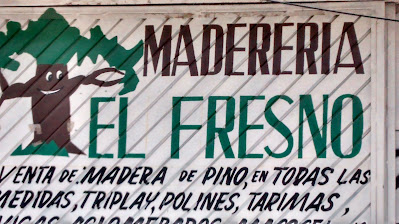 MADERERIA
EL FRESNO
VENTA DE MADERA DE PINO, EN TODAS LAS
MEDIDAS, TRIPLAY, POLINES, TARIMAS